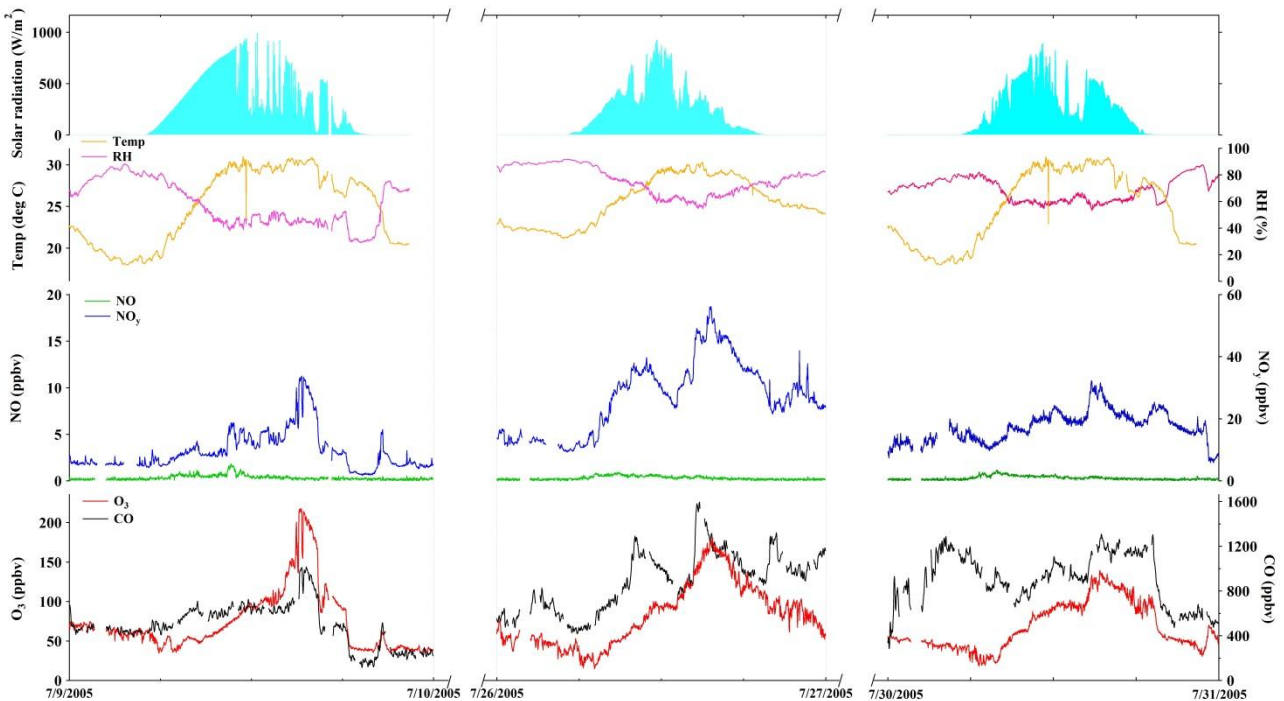 Solar radiation (W/m²)
1000
500
0
Temp
RH
Temp (deg C)
30
25
20
RH (%)
100
80
60
40
20
0
NO
NOy
NO (ppbv)
20
15
10
5
0
NOy (ppbv)
60
40
20
0
O3
CO
O3 (ppbv)
200
150
100
50
0
CO (ppbv)
1600
1200
800
400
0
7/9/2005
7/10/2005
7/26/2005
7/27/2005
7/30/2005
7/31/2005